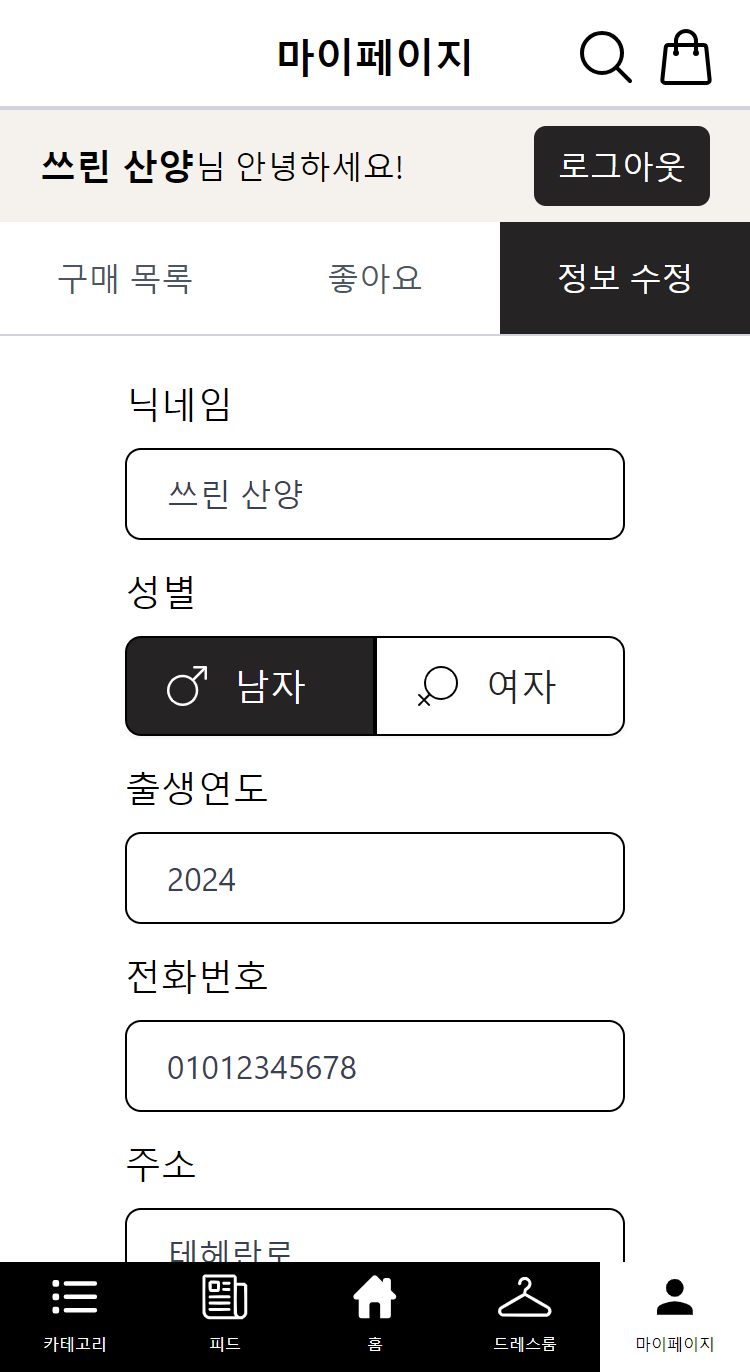 마이페이지
쓰린 산양님 안녕하세요!
로그아웃
구매 목록 좋아요 정보 수정
닉네임
쓰린 산양
성별
남자 여자
출생연도
2024
전화번호
01012345678
주소
테헤란로
카테고리 피드 홈 드레스룸 마이페이지